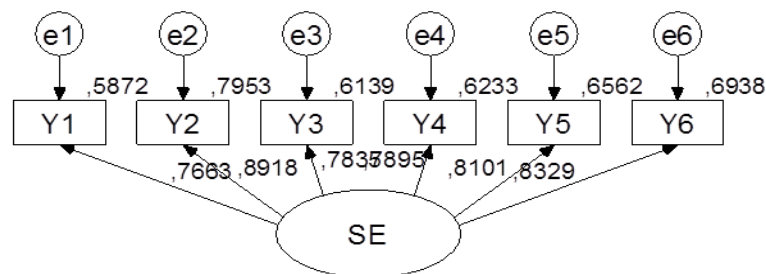 e1 e2 e3 e4 e5 e6
,5872 ,7953 ,6139 ,6233 ,6562 ,6938
Y1 Y2 Y3 Y4 Y5 Y6
,7663 ,8918 ,7835 ,7895 ,8101 ,8329
SE